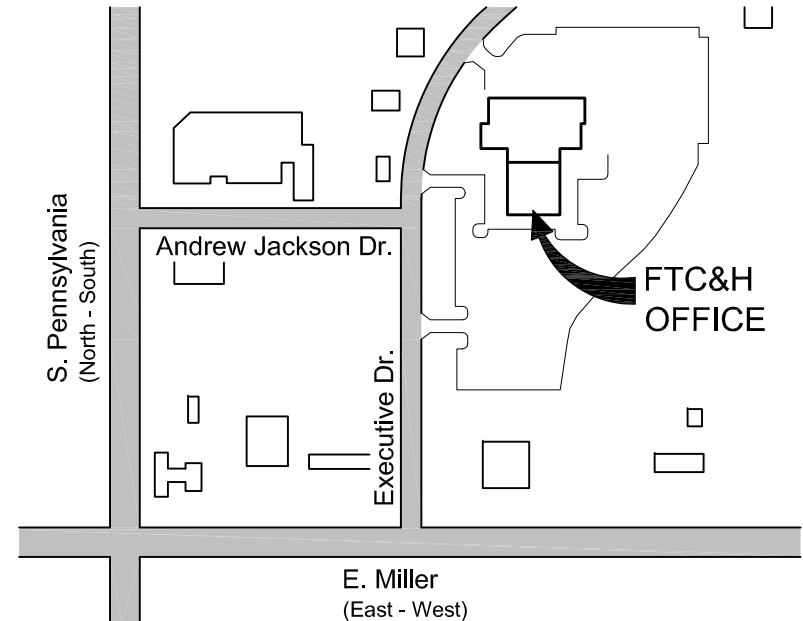 S. Pennsylvania
(North - South)
Andrew Jackson Dr.
Executive Dr.
FTC&H
OFFICE
E. Miller
(East - West)